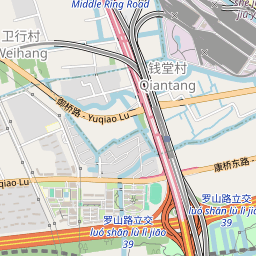 Middle Ring Road
卫行村
Weihang
钱堂村
Qiantang
御桥路 - Yuqiao Lu
康桥东路
qiao Lu
罗山路立交
luó shān lù lì jiāo
39
罗山路立交
luó shān lù lì jiāo
39